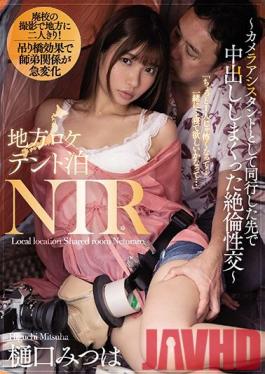 廃校の撮影で地方に二人きり!
吊り橋効果で師弟関係が急変化
地方ロケ
テント泊
NTR
Local location Shared room Netorare
Higuchi Mitsuha
樋口みつは
~カメラアシスタントとして同行した先で
中出ししまくった絶倫性交~
JAVHD